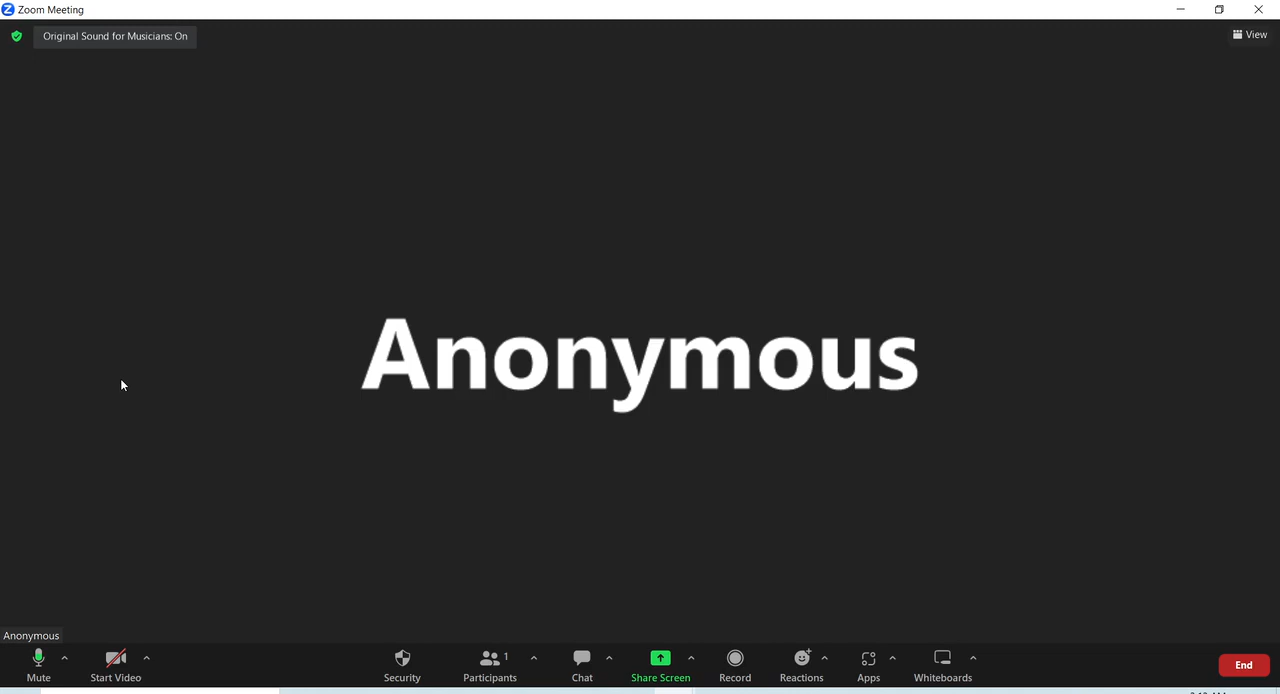 Zoom Meeting
Original Sound for Musicians: On
View
Anonymous
Anonymous
Mute
Start Video
Security
Participants
1
Chat
Share Screen
Record
Reactions
Apps
Whiteboards
End